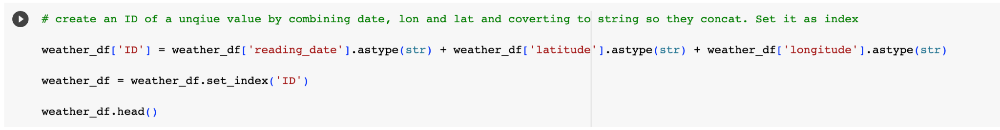 # create an ID of a unqiue value by combining date, lon and lat and coverting to string so they concat. Set it as index
weather_df['ID'] = weather_df['reading_date'].astype(str) + weather_df['latitude'].astype(str) + weather_df['longitude'].astype(str)
weather_df = weather_df.set_index('ID')
weather_df.head()